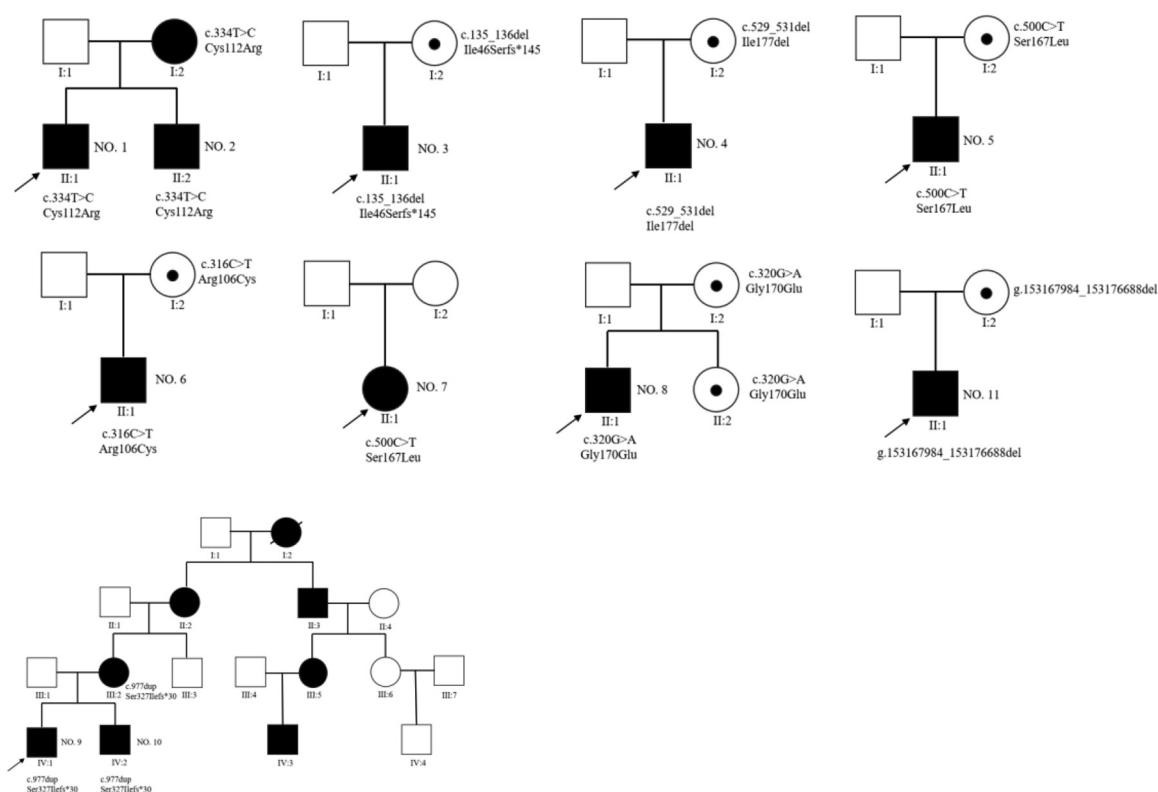 c.334T>C
Cys112Arg
I:1
I:2
NO. 1
NO. 2
II:1
II:2
c.334T>C
Cys112Arg
c.334T>C
Cys112Arg
c.135_136del
Ile46Serfs*145
I:1
I:2
NO. 3
II:1
c.135_136del
Ile46Serfs*145
c.529_531del
Ile177del
I:1
I:2
NO. 4
II:1
c.529_531del
Ile177del
c.500C>T
Ser167Leu
I:1
I:2
NO. 5
II:1
c.500C>T
Ser167Leu
c.316C>T
Arg106Cys
I:1
I:2
NO. 6
II:1
c.316C>T
Arg106Cys
I:1
I:2
NO. 7
II:1
c.500C>T
Ser167Leu
c.320G>A
Gly170Glu
I:1
I:2
NO. 8
c.320G>A
Gly170Glu
II:1
II:2
c.320G>A
Gly170Glu
g.153167984_153176688del
I:1
I:2
NO. 11
II:1
g.153167984_153176688del
I:1
I:2
II:1
II:2
II:3
II:4
III:1
III:2
c.977dup
Ser327Ilefs*30
III:3
III:4
III:5
III:6
III:7
NO. 9
NO. 10
IV:1
IV:2
IV:3
IV:4
c.977dup
Ser327Ilefs*30
c.977dup
Ser327Ilefs*30